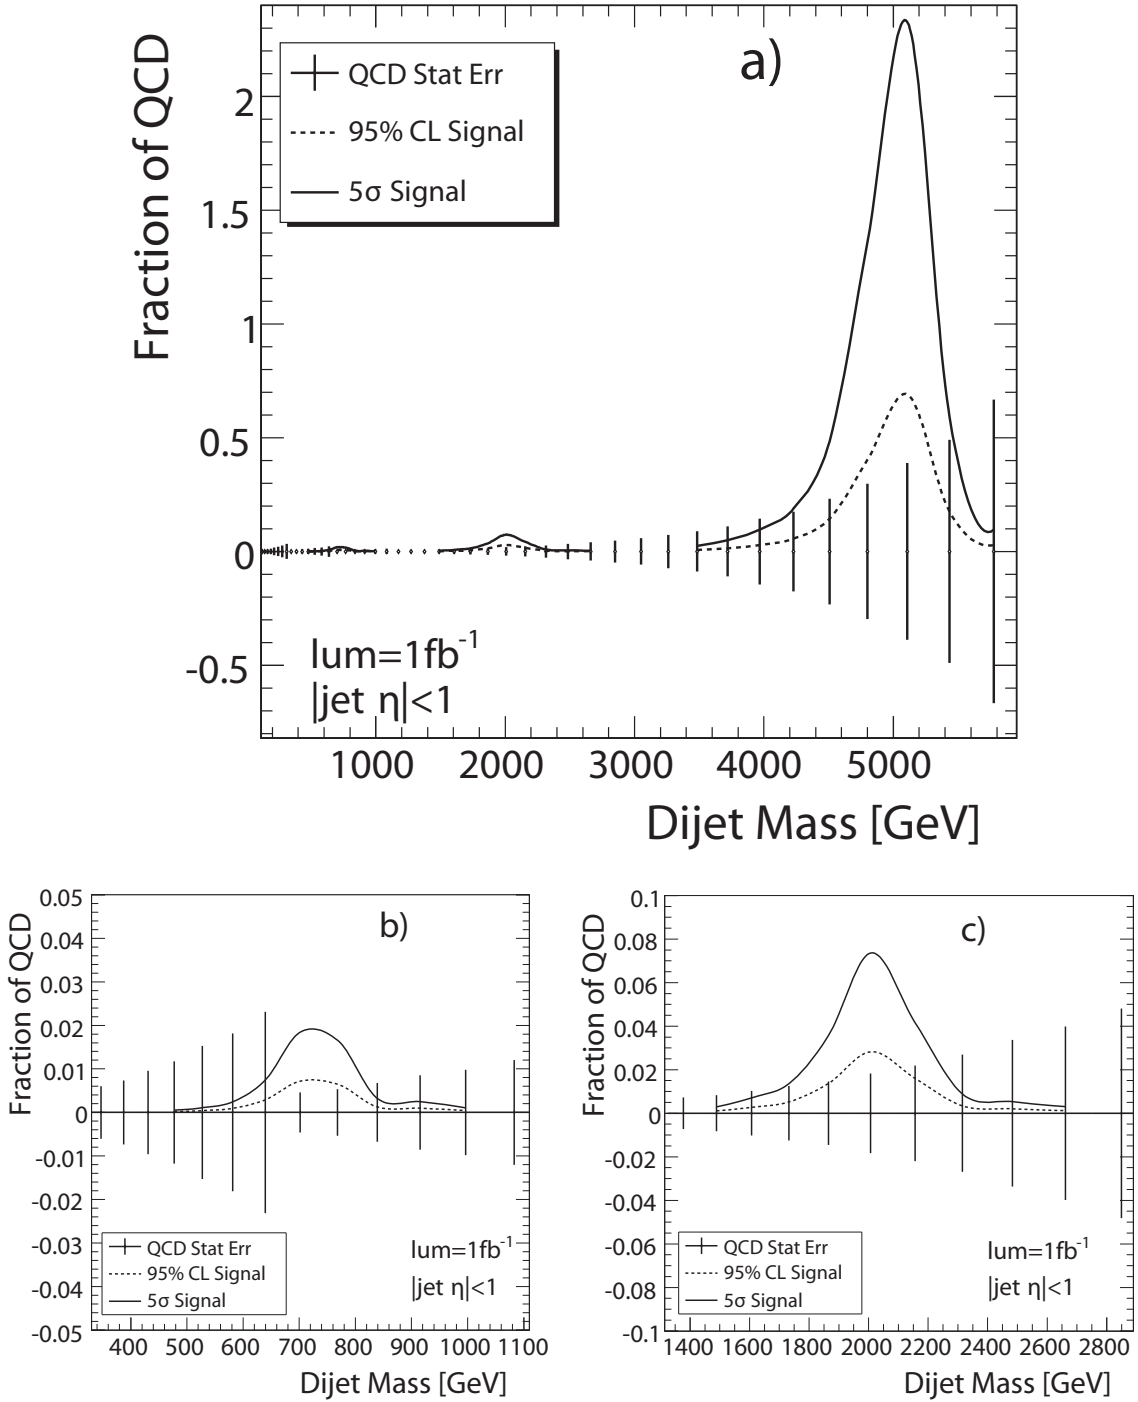 a)
QCD Stat Err
95% CL Signal
5σ Signal
Fraction of QCD
2
1.5
1
0.5
0
-0.5
lum=1fb⁻¹
|jet η|<1
1000 2000 3000 4000 5000
Dijet Mass [GeV]
b)
Fraction of QCD
0.05
0.04
0.03
0.02
0.01
0
-0.01
-0.02
-0.03
-0.04
-0.05
QCD Stat Err
95% CL Signal
5σ Signal
lum=1fb⁻¹
|jet η|<1
400 500 600 700 800 900 1000 1100
Dijet Mass [GeV]
c)
Fraction of QCD
0.1
0.08
0.06
0.04
0.02
0
-0.02
-0.04
-0.06
-0.08
-0.1
QCD Stat Err
95% CL Signal
5σ Signal
lum=1fb⁻¹
|jet η|<1
1400 1600 1800 2000 2200 2400 2600 2800
Dijet Mass [GeV]